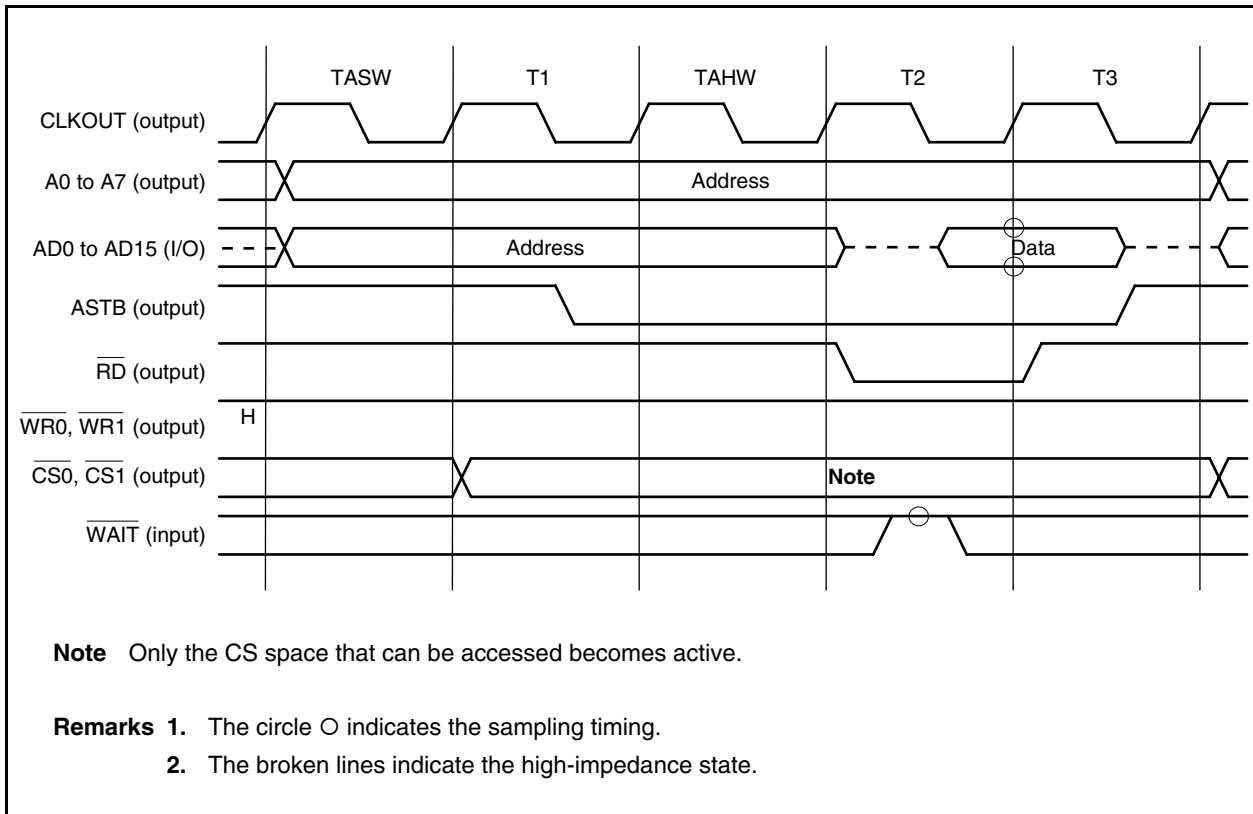 TASW T1 TAHW T2 T3
CLKOUT (output)
A0 to A7 (output) Address
AD0 to AD15 (I/O) Address Data
ASTB (output)
RD (output)
WR0, WR1 (output) H
CS0, CS1 (output) Note
WAIT (input)
Note Only the CS space that can be accessed becomes active.
Remarks 1. The circle O indicates the sampling timing.
2. The broken lines indicate the high-impedance state.